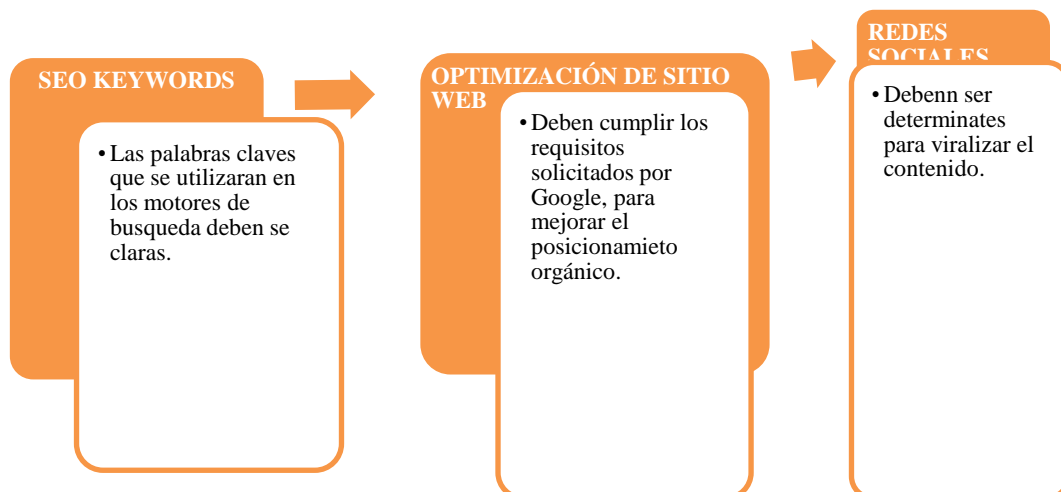 SEO KEYWORDS
• Las palabras claves
que se utilizaran en
los motores de
busqueda deben se
claras.
OPTIMIZACIÓN DE SITIO
WEB
• Deben cumplir los
requisitos
solicitados por
Google, para
mejorar el
posicionamieto
orgánico.
REDES
SOCIALES
• Debenn ser
determinates
para viralizar el
contenido.